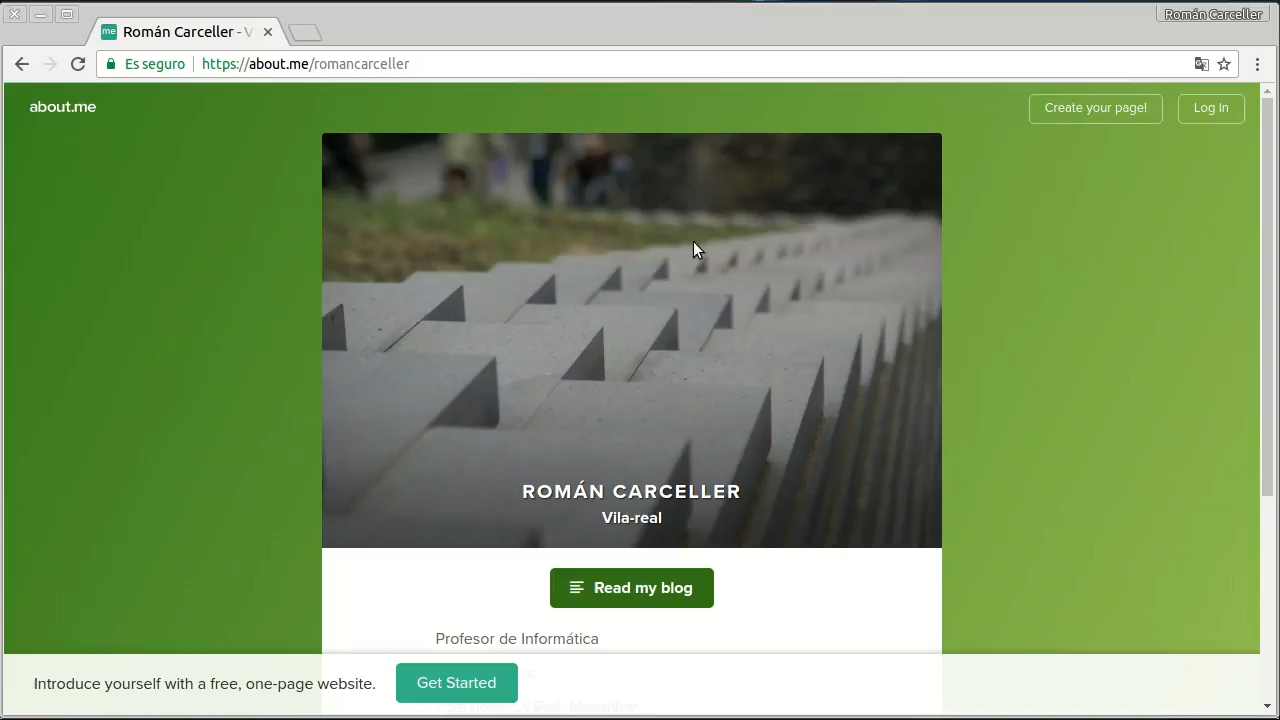 Román Carceller
me Román Carceller - V
Es seguro https://about.me/romancarceller
about.me
Create your page!
Log In
ROMÁN CARCELLER
Vila-real
Read my blog
Profesor de Informática
Introduce yourself with a free, one-page website.
Get Started